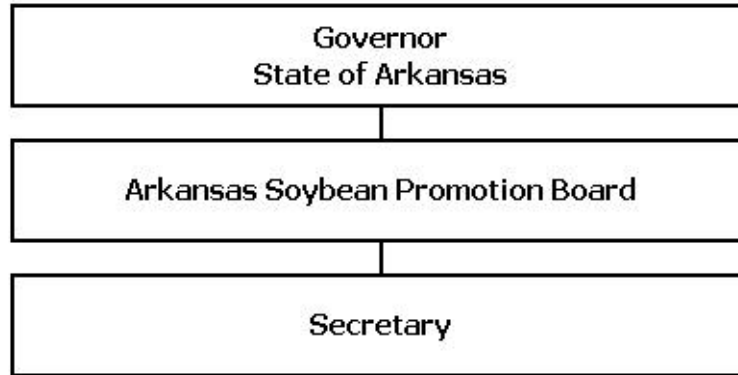 Governor
State of Arkansas
Arkansas Soybean Promotion Board
Secretary